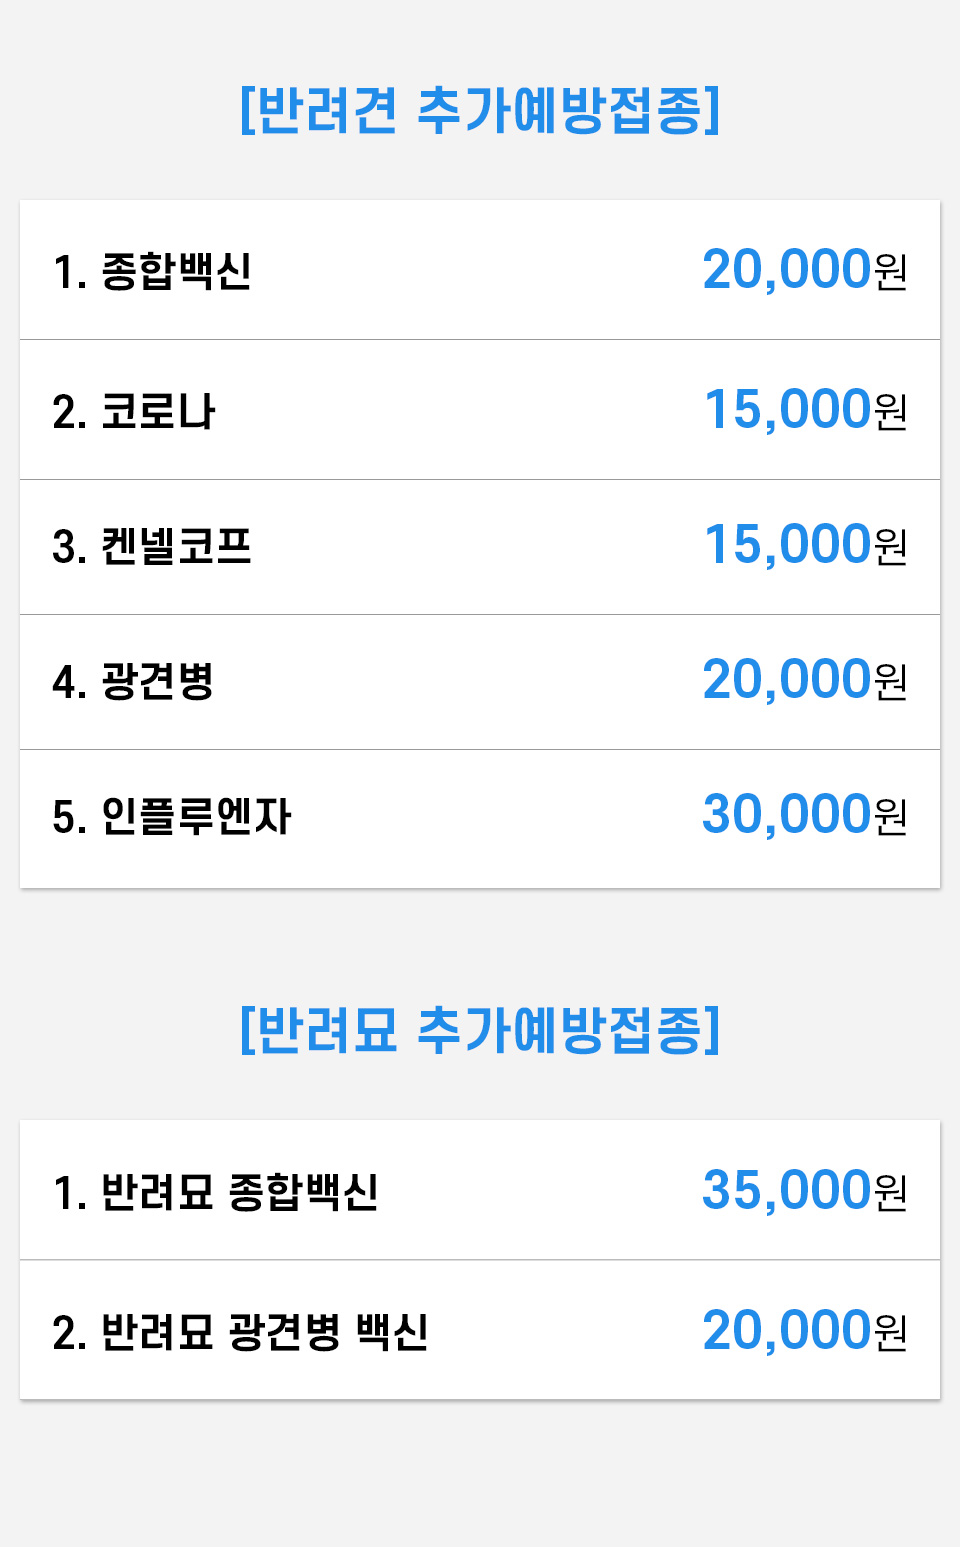 [반려견 추가예방접종]
1. 종합백신 20,000원
2. 코로나 15,000원
3. 켄넬코프 15,000원
4. 광견병 20,000원
5. 인플루엔자 30,000원
[반려묘 추가예방접종]
1. 반려묘 종합백신 35,000원
2. 반려묘 광견병 백신 20,000원